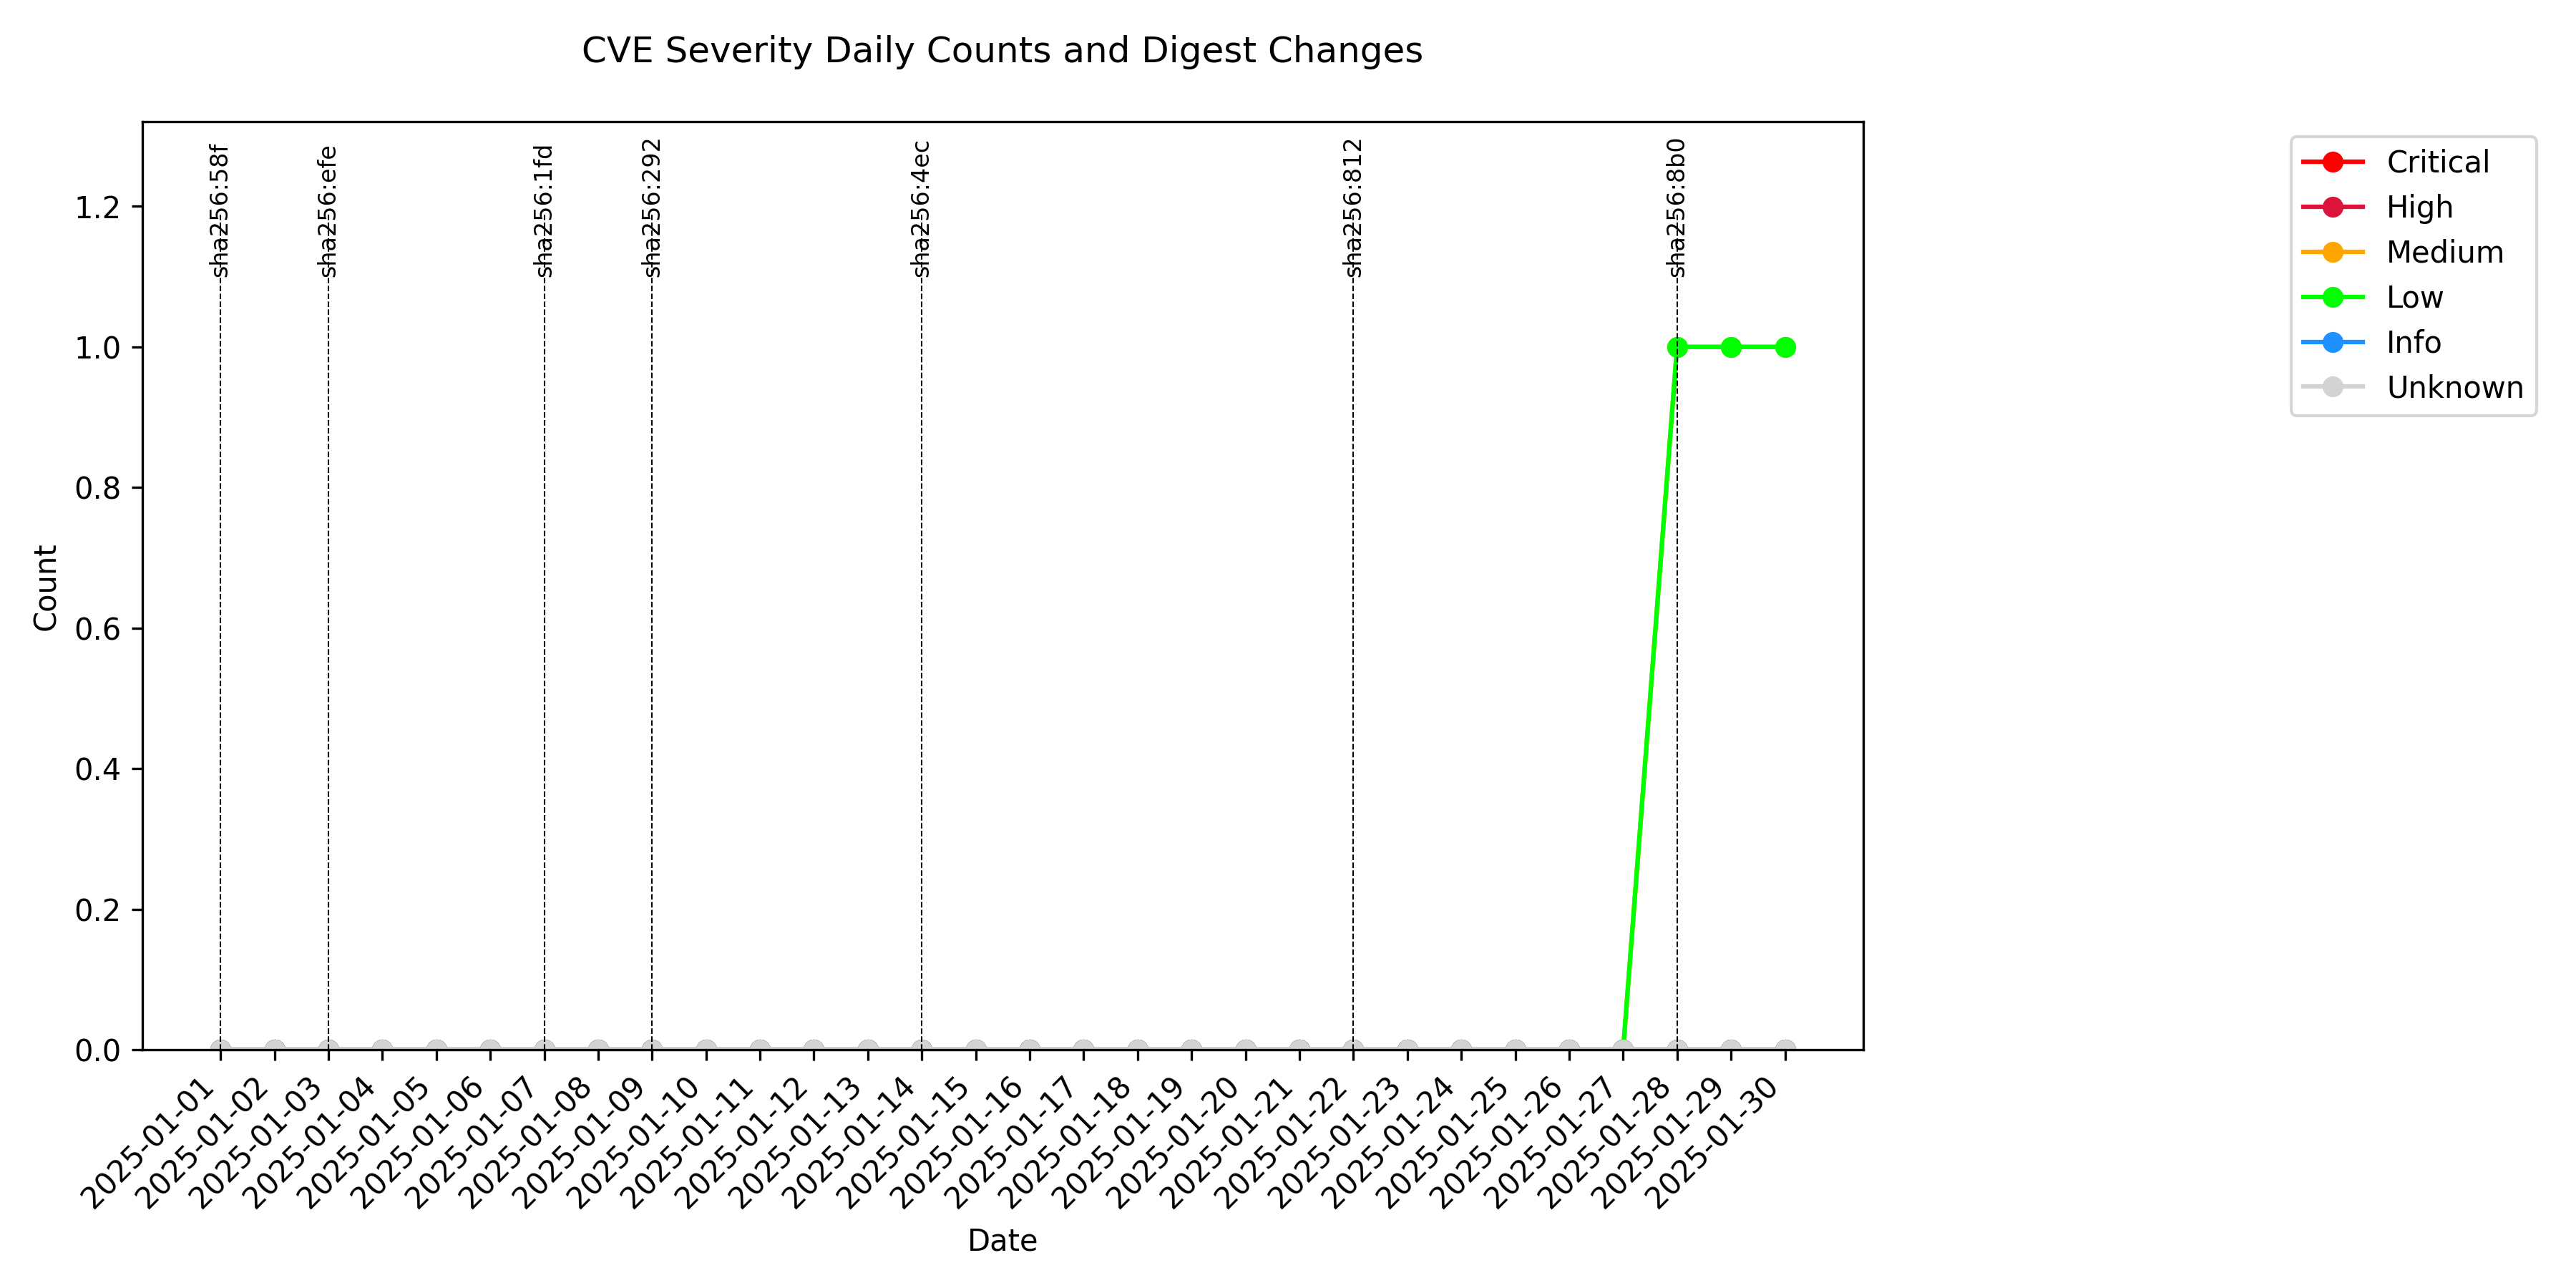 CVE Severity Daily Counts and Digest Changes
sha256:58f
sha256:efe
sha256:1fd
sha256:292
sha256:4ec
sha256:812
sha256:8b0
Critical
High
Medium
Low
Info
Unknown
1.2
1.0
0.8
0.6
0.4
0.2
0.0
Count
2025-01-01
2025-01-02
2025-01-03
2025-01-04
2025-01-05
2025-01-06
2025-01-07
2025-01-08
2025-01-09
2025-01-10
2025-01-11
2025-01-12
2025-01-13
2025-01-14
2025-01-15
2025-01-16
2025-01-17
2025-01-18
2025-01-19
2025-01-20
2025-01-21
2025-01-22
2025-01-23
2025-01-24
2025-01-25
2025-01-26
2025-01-27
2025-01-28
2025-01-29
2025-01-30
Date